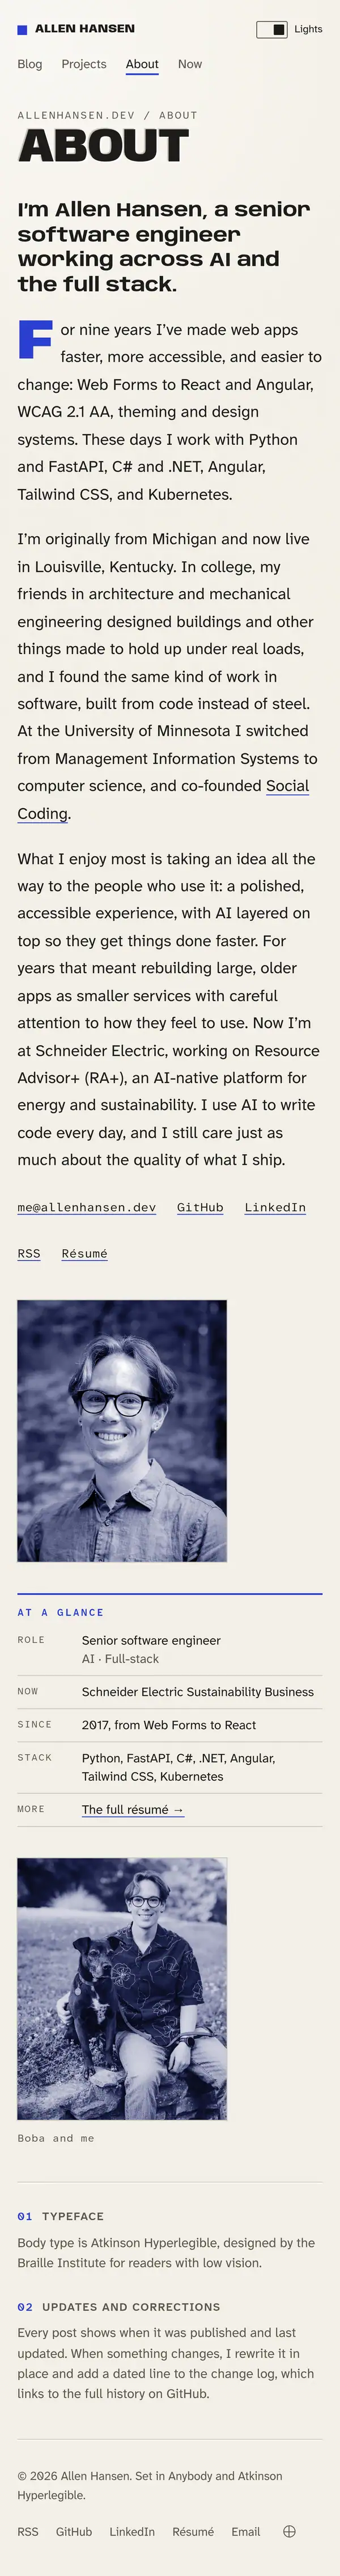 ALLEN HANSEN
Lights
Blog Projects About Now
ALLENHANSEN.DEV / ABOUT
ABOUT
I’m Allen Hansen, a senior
software engineer
working across AI and
the full stack.
For nine years I’ve made web apps
faster, more accessible, and easier to
change: Web Forms to React and Angular,
WCAG 2.1 AA, theming and design
systems. These days I work with Python
and FastAPI, C# and .NET, Angular,
Tailwind CSS, and Kubernetes.
I’m originally from Michigan and now live
in Louisville, Kentucky. In college, my
friends in architecture and mechanical
engineering designed buildings and other
things made to hold up under real loads,
and I found the same kind of work in
software, built from code instead of steel.
At the University of Minnesota I switched
from Management Information Systems to
computer science, and co-founded Social
Coding.
What I enjoy most is taking an idea all the
way to the people who use it: a polished,
accessible experience, with AI layered on
top so they get things done faster. For
years that meant rebuilding large, older
apps as smaller services with careful
attention to how they feel to use. Now I’m
at Schneider Electric, working on Resource
Advisor+ (RA+), an AI-native platform for
energy and sustainability. I use AI to write
code every day, and I still care just as
much about the quality of what I ship.
me@allenhansen.dev GitHub LinkedIn
RSS Résumé
AT A GLANCE
ROLE Senior software engineer
AI · Full-stack
NOW Schneider Electric Sustainability Business
SINCE 2017, from Web Forms to React
STACK Python, FastAPI, C#, .NET, Angular,
Tailwind CSS, Kubernetes
MORE The full résumé →
Boba and me
01 TYPEFACE
Body type is Atkinson Hyperlegible, designed by the
Braille Institute for readers with low vision.
02 UPDATES AND CORRECTIONS
Every post shows when it was published and last
updated. When something changes, I rewrite it in
place and add a dated line to the change log, which
links to the full history on GitHub.
© 2026 Allen Hansen. Set in Anybody and Atkinson
Hyperlegible.
RSS GitHub LinkedIn Résumé Email